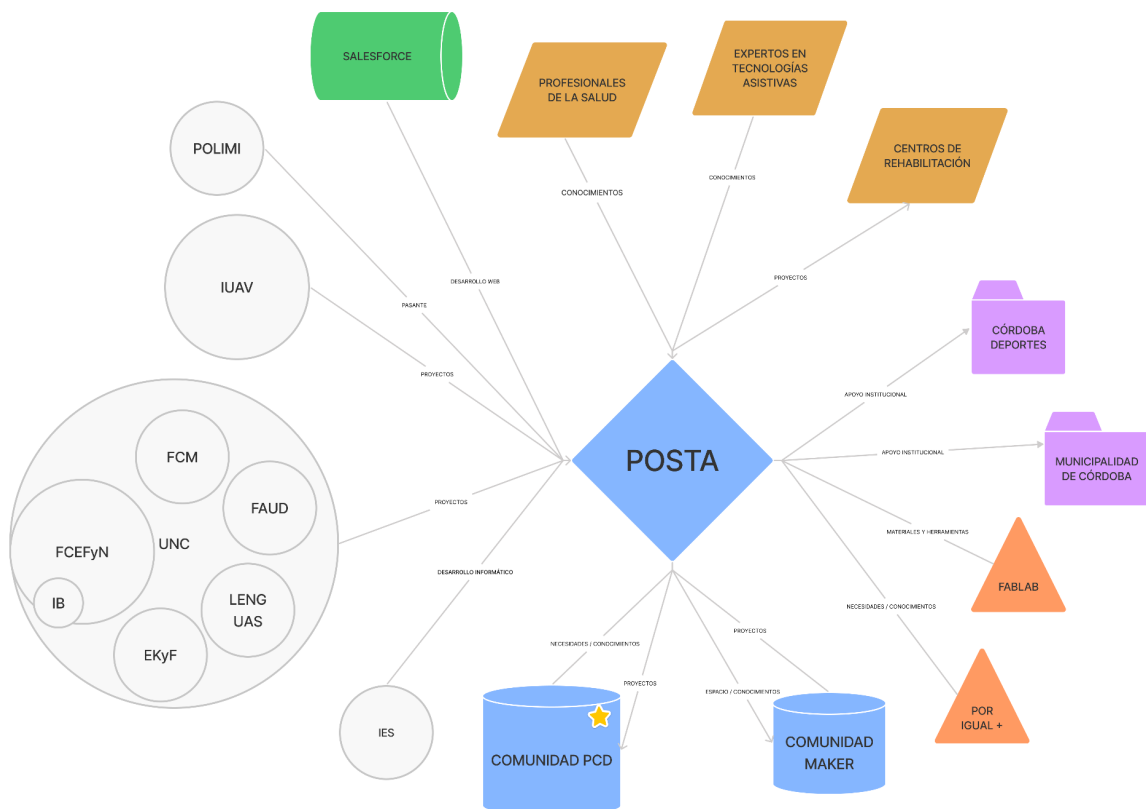 SALESFORCE
PROFESIONALES
DE LA SALUD
EXPERTOS EN
TECNOLOGÍAS
ASISTIVAS
CENTROS DE
REHABILITACIÓN
POLIMI
IUAV
CONOCIMIENTOS
CONOCIMIENTOS
PROYECTOS
DESARROLLO WEB
PASANTE
PROYECTOS
CÓRDOBA
DEPORTES
APOYO INSTITUCIONAL
APOYO INSTITUCIONAL
MUNICIPALIDAD
DE CÓRDOBA
POSTA
FCM
FAUD
FCEFyN
UNC
IB
LENG
UAS
EKyF
PROYECTOS
MATERIALES Y HERRAMIENTAS
FABLAB
DESARROLLO INFORMÁTICO
NECESIDADES / CONOCIMIENTOS
NECESIDADES / CONOCIMIENTOS
PROYECTOS
PROYECTOS
ESPACIO / CONOCIMIENTOS
IES
COMUNIDAD PCD
COMUNIDAD
MAKER
POR
IGUAL +